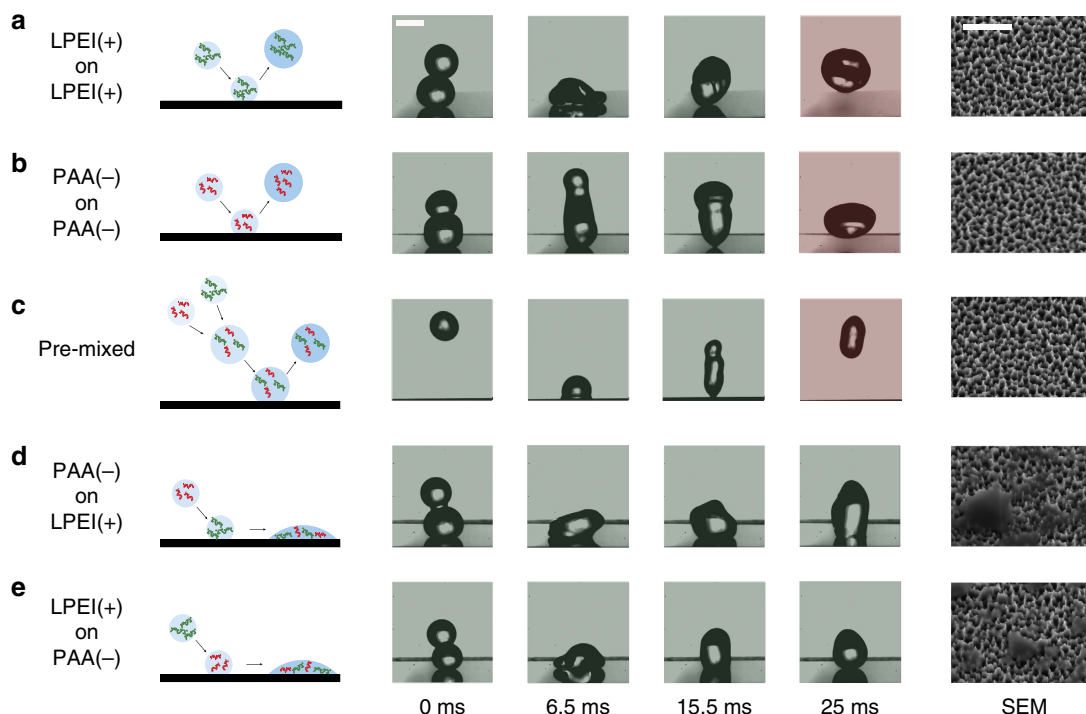 a
LPEI(+)
on
LPEI(+)
b
PAA(–)
on
PAA(–)
c
Pre-mixed
d
PAA(–)
on
LPEI(+)
e
LPEI(+)
on
PAA(–)
0 ms 6.5 ms 15.5 ms 25 ms SEM